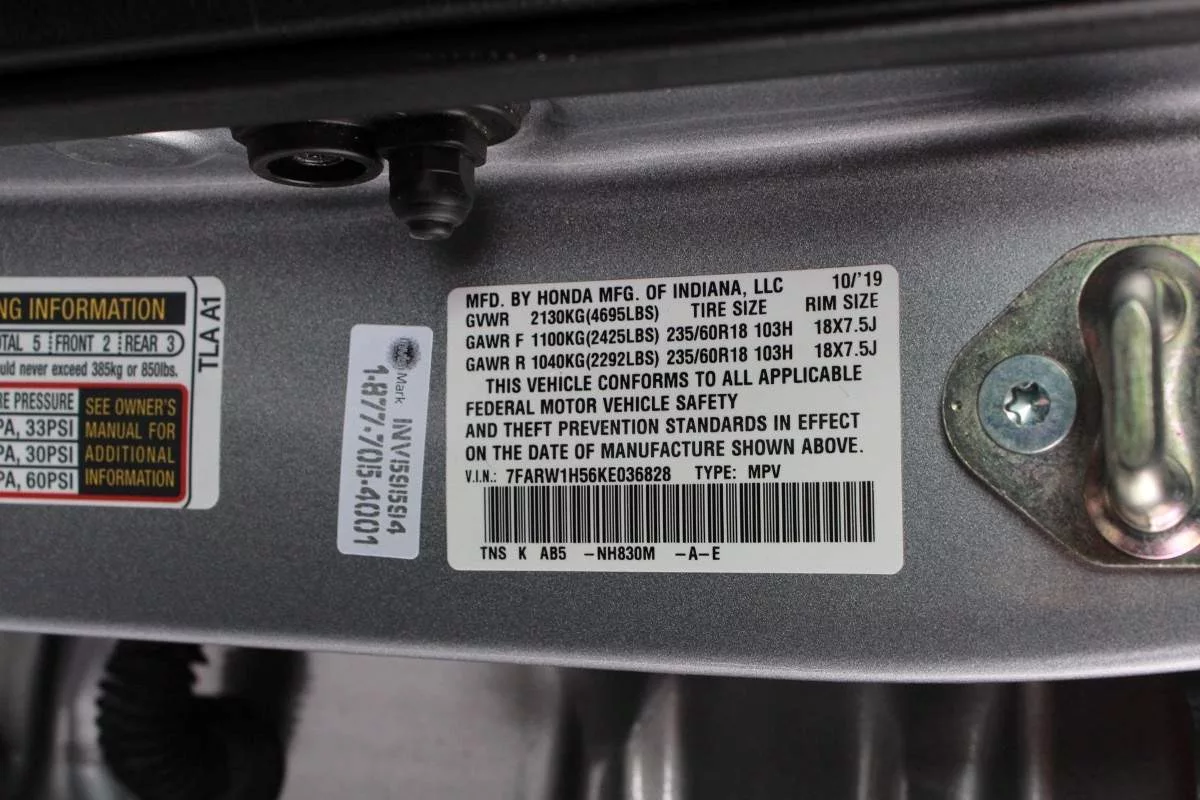 NG INFORMATION
OTAL 5 FRONT 2 REAR 3
uld never exceed 385kg or 850lbs.
RE PRESSURE
PA, 33PSI
PA, 30PSI
PA, 60PSI
SEE OWNER'S
MANUAL FOR
ADDITIONAL
INFORMATION
TLA A1
Mark
INV15915914
1-877-705-4001
MFD. BY HONDA MFG. OF INDIANA, LLC 10/'19
GVWR 2130KG(4695LBS) TIRE SIZE RIM SIZE
GAWR F 1100KG(2425LBS) 235/60R18 103H 18X7.5J
GAWR R 1040KG(2292LBS) 235/60R18 103H 18X7.5J
THIS VEHICLE CONFORMS TO ALL APPLICABLE
FEDERAL MOTOR VEHICLE SAFETY
AND THEFT PREVENTION STANDARDS IN EFFECT
ON THE DATE OF MANUFACTURE SHOWN ABOVE.
V.I.N.: 7FARW1H56KE036828 TYPE: MPV
TNS K AB5 -NH830M -A-E